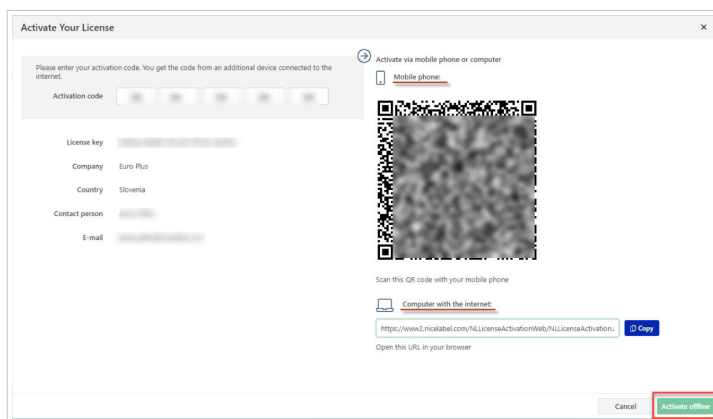 Activate Your License
×
Please enter your activation code. You get the code from an additional device connected to the
internet.
Activation code
License key
Company Euro Plus
Country Slovenia
Contact person
E-mail
Activate via mobile phone or computer
Mobile phone:
Scan this QR code with your mobile phone
Computer with the internet:
https://www2.nicelabel.com/NLLicenseActivationWeb/NLLicenseActivation.
Copy
Open this URL in your browser
Cancel Activate offline